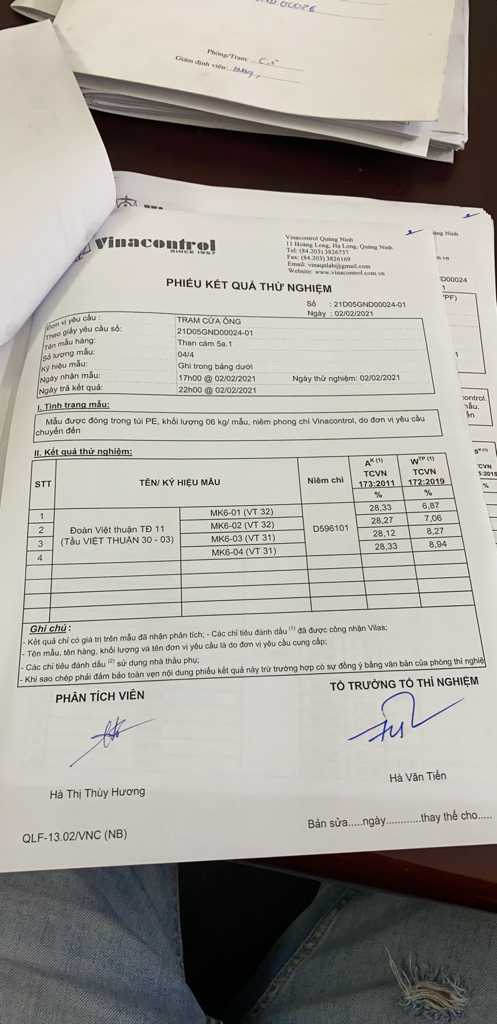 Phòng/Trạm: C.Ô
Giám định viên:
Vinacontrol
SINCE 1957
Vinacontrol Quảng Ninh
11 Hoàng Long, Hạ Long, Quảng Ninh
Tel: (84.203) 3826737
Fax: (84.203) 3826169
Email: vinaqnlab@gmail.com
Website: www.vinacontrol.com.vn
PHIẾU KẾT QUẢ THỬ NGHIỆM
Số : 21D05GND00024-01
Ngày : 02/02/2021
Đơn vị yêu cầu : TRẠM CỬA ÔNG
Theo giấy yêu cầu số: 21D05GND00024-01
Tên mẫu hàng: Than cám 5a.1
Số lượng mẫu: 04/4
Ký hiệu mẫu: Ghi trong bảng dưới
Ngày nhận mẫu: 17h00 @ 02/02/2021 Ngày thử nghiệm: 02/02/2021
Ngày trả kết quả: 22h00 @ 02/02/2021
I. Tình trạng mẫu:
Mẫu được đóng trong túi PE, khối lượng 06 kg/ mẫu, niêm phong chì Vinacontrol, do đơn vị yêu cầu
chuyển đến
II. Kết quả thử nghiệm:
STT TÊN/ KÝ HIỆU MẪU Niêm chì A^K (1) TCVN 173:2011 W^TP (1) TCVN 172:2019
% %
1 MK6-01 (VT 32) 28,33 6,87
2 Đoàn Việt thuận TĐ 11 MK6-02 (VT 32) D596101 28,27 7,06
3 (Tàu VIỆT THUẬN 30 - 03) MK6-03 (VT 31) 28,12 8,27
4 MK6-04 (VT 31) 28,33 8,94
Ghi chú:
- Kết quả chỉ có giá trị trên mẫu đã nhận phân tích; - Các chỉ tiêu đánh dấu (1) đã được công nhận Vilas;
- Tên mẫu, tên hàng, khối lượng và tên đơn vị yêu cầu là do đơn vị yêu cầu cung cấp;
- Các chỉ tiêu đánh dấu (2) sử dụng nhà thầu phụ;
- Khi sao chép phải đảm bảo toàn vẹn nội dung phiếu kết quả này trừ trường hợp có sự đồng ý bằng văn bản của phòng thí nghiệ
PHÂN TÍCH VIÊN
TỔ TRƯỞNG TỔ THÍ NGHIỆM
Hà Thị Thùy Hương
Hà Văn Tiến
QLF-13.02/VNC (NB)
Bản sửa.....ngày............thay thế cho.....